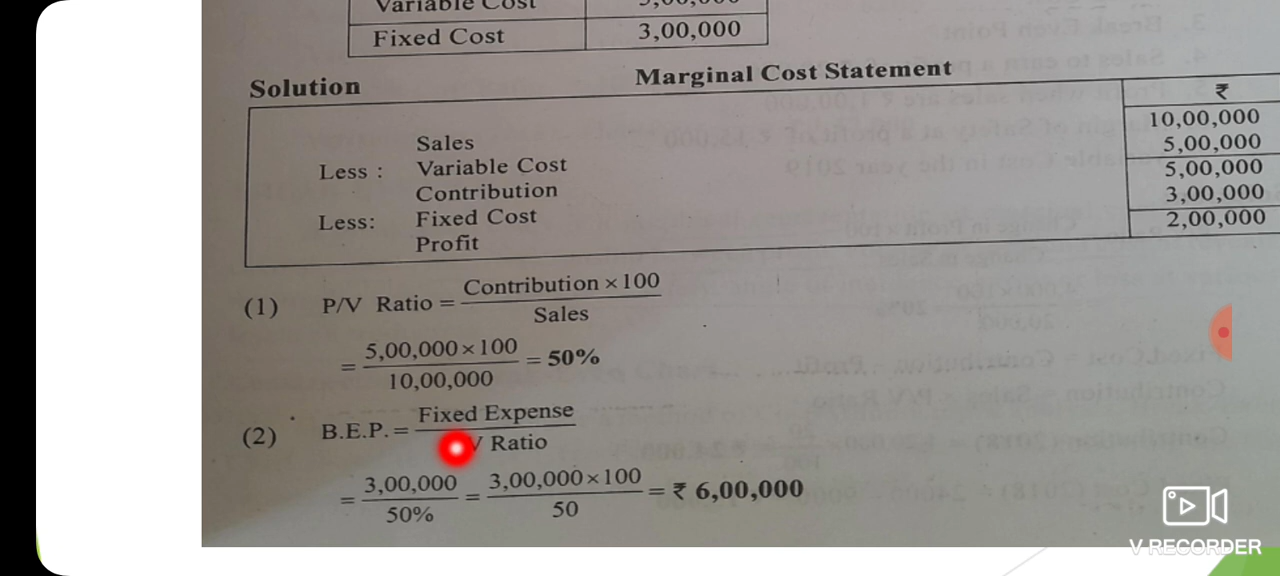 Variable Cost
Fixed Cost 3,00,000
Solution Marginal Cost Statement
₹
Sales 10,00,000
Less : Variable Cost 5,00,000
Contribution 5,00,000
Less: Fixed Cost 3,00,000
Profit 2,00,000
(1) P/V Ratio = Contribution × 100
Sales
= 5,00,000 × 100 = 50%
10,00,000
(2) B.E.P. = Fixed Expense
V Ratio
= 3,00,000 = 3,00,000 × 100 = ₹ 6,00,000
50% 50
V RECORDER